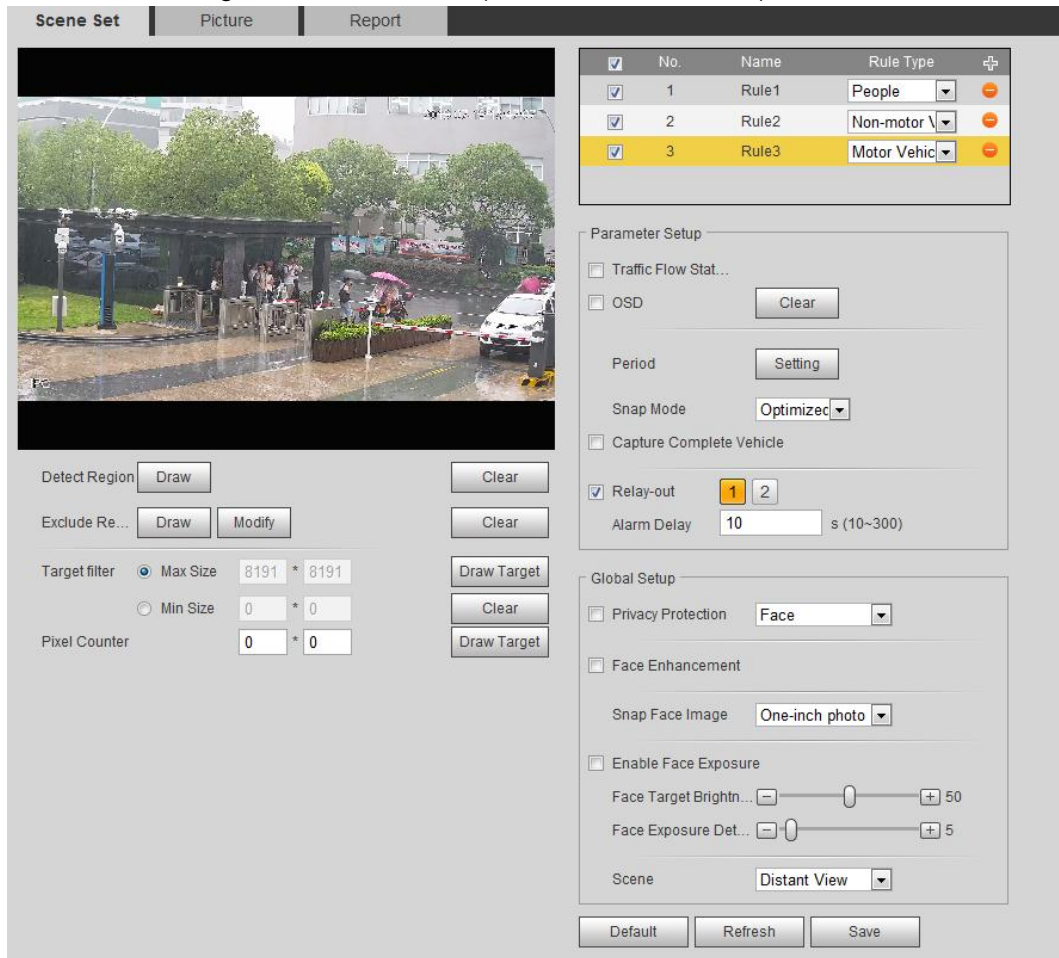 Scene Set Picture Report
No. Name Rule Type
1 Rule1 People
2 Rule2 Non-motor
3 Rule3 Motor Vehic
Parameter Setup
Traffic Flow Stat...
OSD Clear
Period Setting
Snap Mode Optimized
Capture Complete Vehicle
Relay-out 1 2
Alarm Delay 10 s (10~300)
Detect Region Draw Clear
Exclude Re... Draw Modify Clear
Target filter Max Size 8191 * 8191 Draw Target
Min Size 0 * 0 Clear
Pixel Counter 0 * 0 Draw Target
Global Setup
Privacy Protection Face
Face Enhancement
Snap Face Image One-inch photo
Enable Face Exposure
Face Target Brightn... 50
Face Exposure Det... 5
Scene Distant View
Default Refresh Save